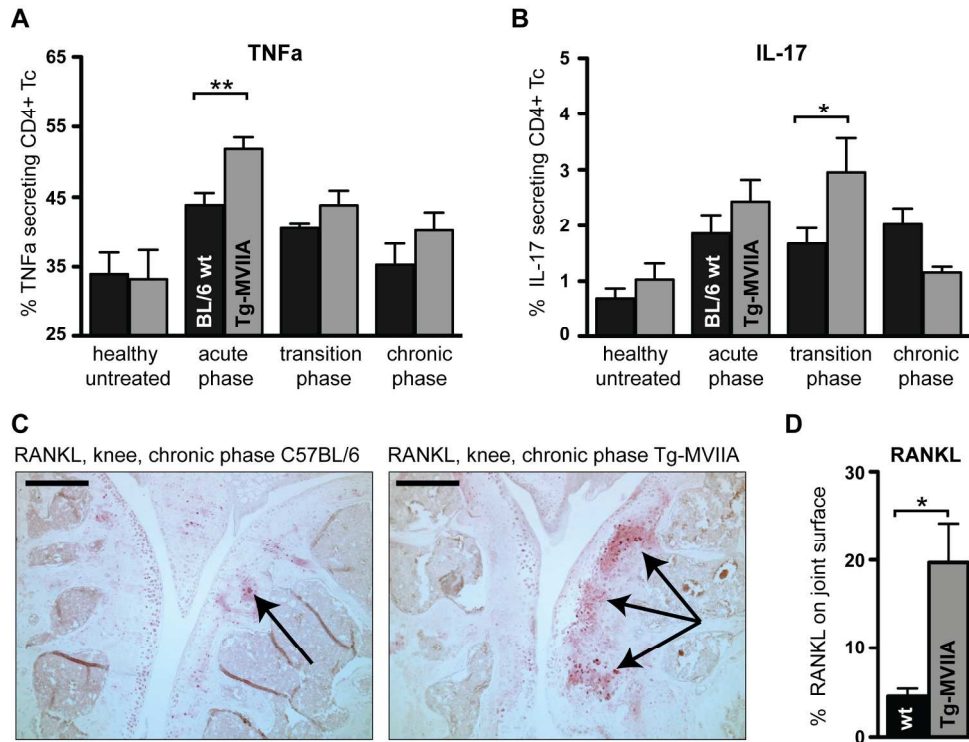 A
TNFa
% TNFa secreting CD4+ Tc
65
55
45
35
25
**
BL/6 wt
Tg-MVIIA
healthy untreated
acute phase
transition phase
chronic phase
B
IL-17
% IL-17 secreting CD4+ Tc
5
4
3
2
1
0
*
BL/6 wt
Tg-MVIIA
healthy untreated
acute phase
transition phase
chronic phase
C
RANKL, knee, chronic phase C57BL/6
RANKL, knee, chronic phase Tg-MVIIA
D
RANKL
% RANKL on joint surface
30
20
10
0
*
wt
Tg-MVIIA